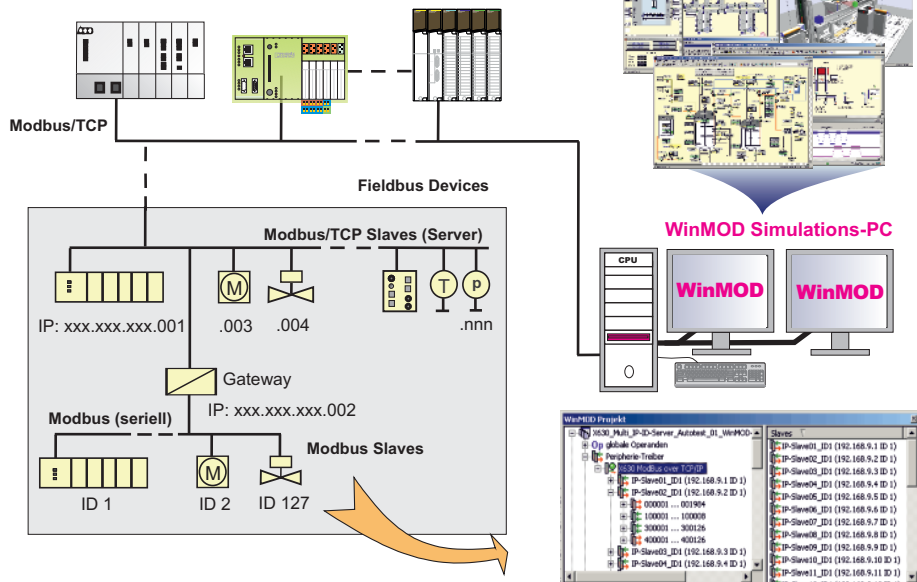 Modbus/TCP
Fieldbus Devices
Modbus/TCP Slaves (Server)
M
T
p
IP: xxx.xxx.xxx.001
.003
.004
.nnn
Gateway
IP: xxx.xxx.xxx.002
Modbus (seriell)
Modbus Slaves
M
ID 1
ID 2
ID 127
WinMOD Simulations-PC
CPU
WinMOD
WinMOD
WinMOD Projekt
X630_Multi_IP-ID-Server_Autotest_01_WinMOD-
Op globale Operanden
Peripherie-Treiber
X630 ModBus over TCP/IP
IP-Slave01_ID1 (192.168.9.1 ID 1)
IP-Slave02_ID1 (192.168.9.2 ID 1)
000001 ... 001984
100001 ... 100008
300001 ... 300126
400001 ... 400126
IP-Slave03_ID1 (192.168.9.3 ID 1)
IP-Slave04_ID1 (192.168.9.4 ID 1)
Slaves
IP-Slave01_ID1 (192.168.9.1 ID 1)
IP-Slave02_ID1 (192.168.9.2 ID 1)
IP-Slave03_ID1 (192.168.9.3 ID 1)
IP-Slave04_ID1 (192.168.9.4 ID 1)
IP-Slave05_ID1 (192.168.9.5 ID 1)
IP-Slave06_ID1 (192.168.9.6 ID 1)
IP-Slave07_ID1 (192.168.9.7 ID 1)
IP-Slave08_ID1 (192.168.9.8 ID 1)
IP-Slave09_ID1 (192.168.9.9 ID 1)
IP-Slave10_ID1 (192.168.9.10 ID 1)
IP-Slave11_ID1 (192.168.9.11 ID 1)